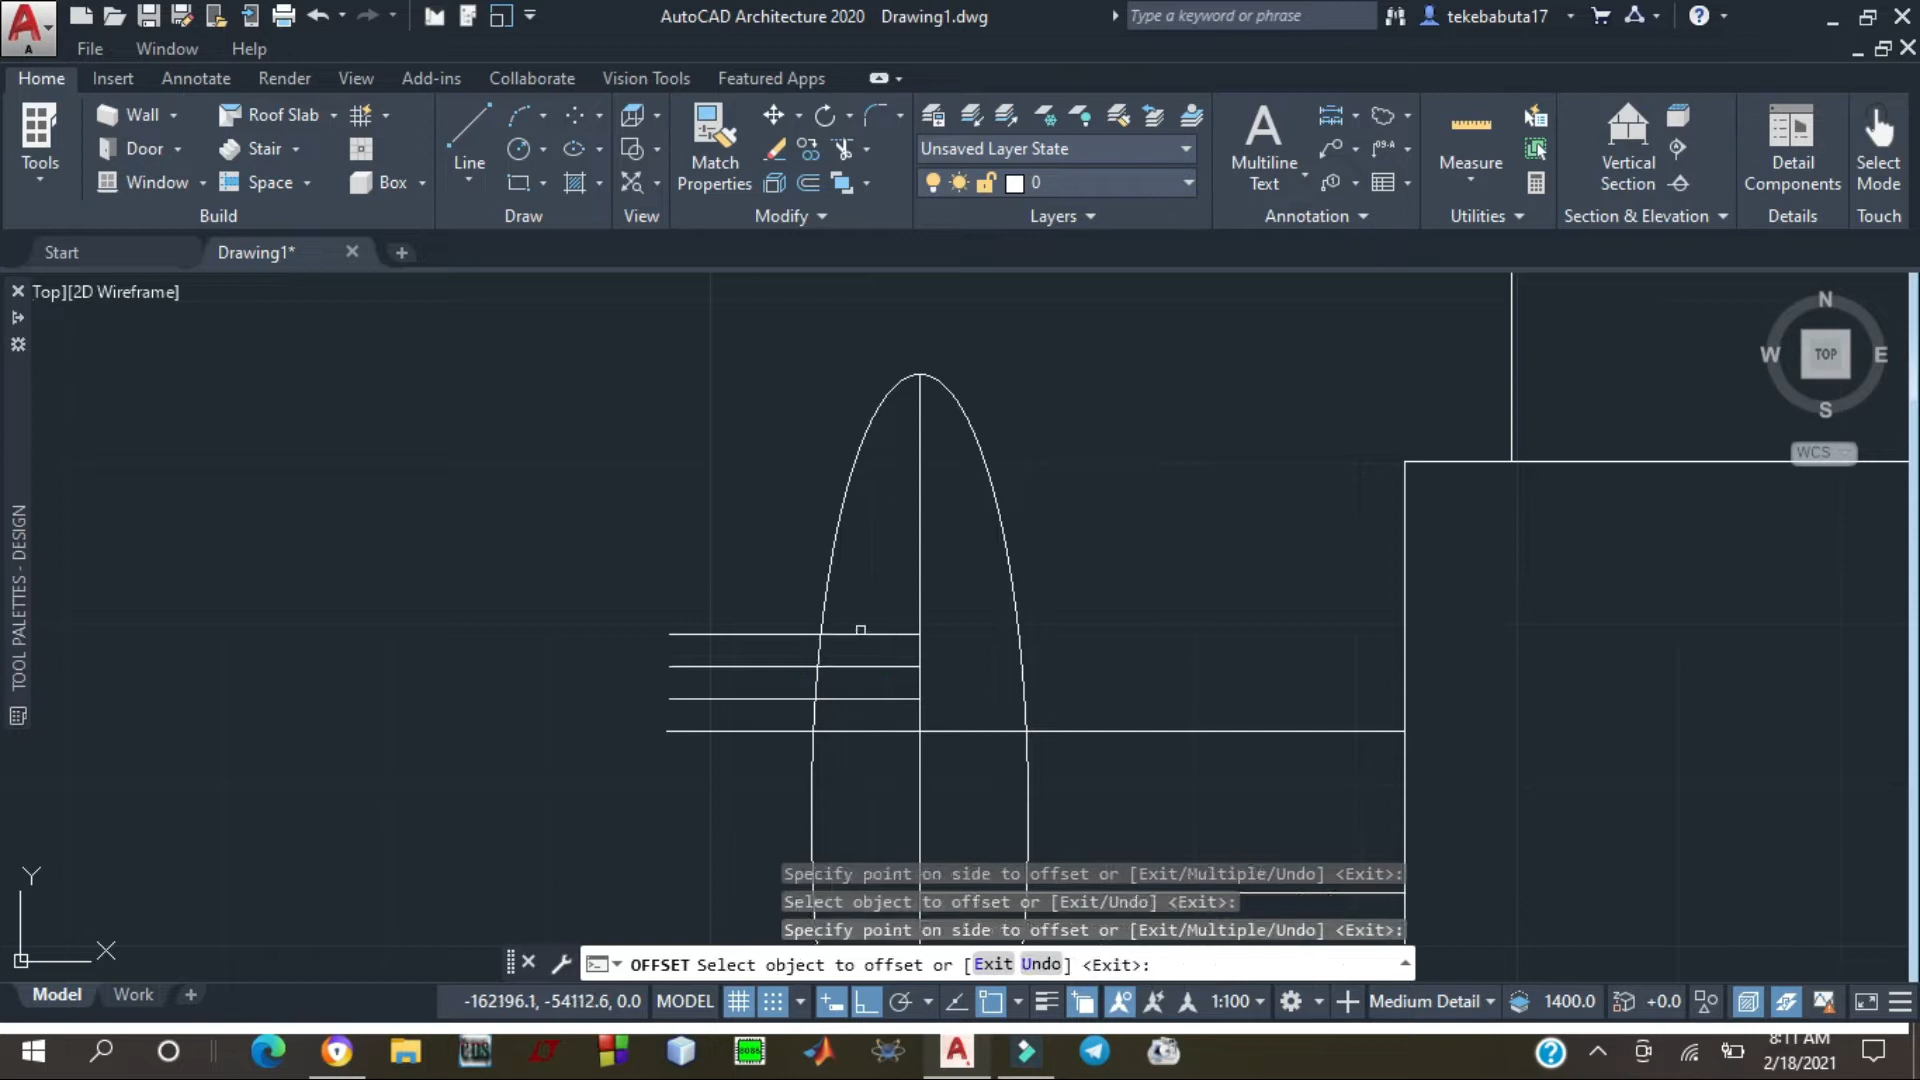 AutoCAD Architecture 2020 Drawing1.dwg
Type a keyword or phrase
tekebabuta17
File Window Help
Home Insert Annotate Render View Add-ins Collaborate Vision Tools Featured Apps
Tools
Wall
Door
Window
Roof Slab
Stair
Space
Box
Build
Line
Draw
View
Match
Properties
Modify
Unsaved Layer State
0
Layers
Multiline
Text
Annotation
Measure
Utilities
Vertical
Section
Section & Elevation
Detail
Components
Details
Select
Mode
Touch
Start
Drawing1*
Top][2D Wireframe]
N
W TOP E
S
WCS
TOOL PALETTES - DESIGN
Y
X
Specify point on side to offset or [Exit/Multiple/Undo] <Exit>:
Select object to offset or [Exit/Undo] <Exit>:
Specify point on side to offset or [Exit/Multiple/Undo] <Exit>:
OFFSET Select object to offset or [Exit Undo] <Exit>:
Model Work
-162196.1, -54112.6, 0.0 MODEL
1:100
Medium Detail
1400.0
+0.0
8:11 AM
2/18/2021